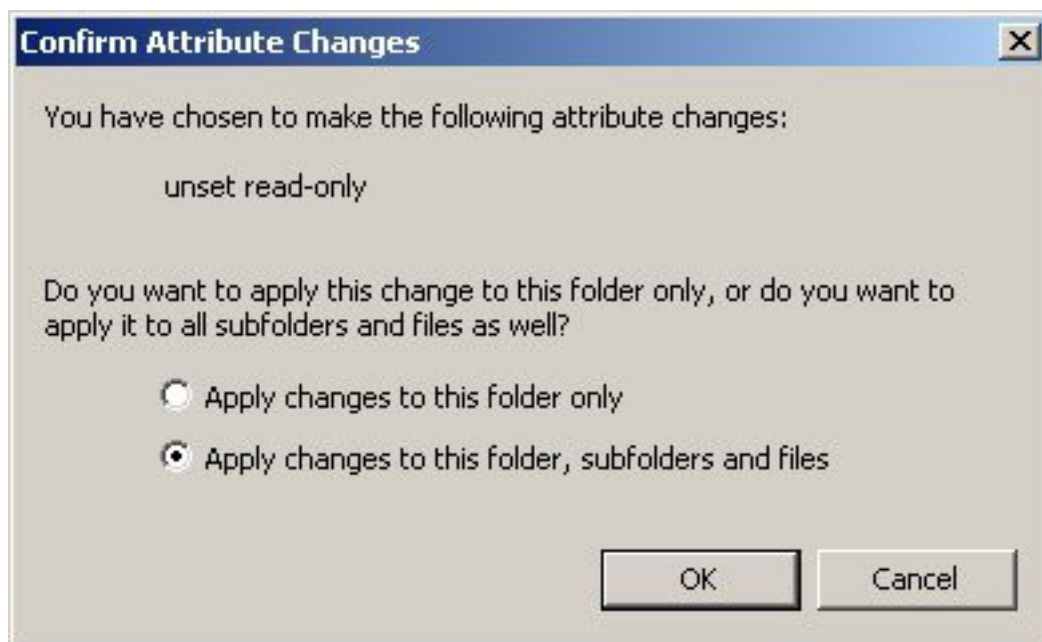 Confirm Attribute Changes
You have chosen to make the following attribute changes:
unset read-only
Do you want to apply this change to this folder only, or do you want to
apply it to all subfolders and files as well?
Apply changes to this folder only
Apply changes to this folder, subfolders and files
OK Cancel